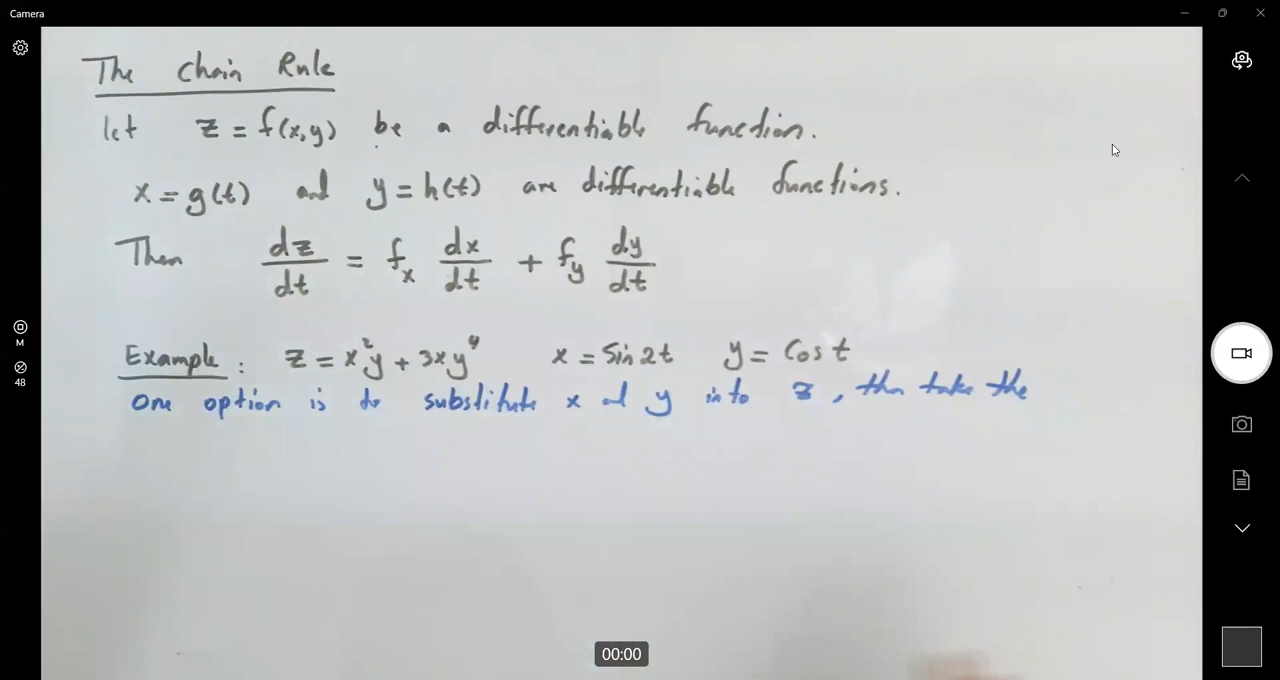 Camera
The Chain Rule
let z = f(x,y) be a differentiable function.
x = g(t) and y = h(t) are differentiable functions.
Then dz/dt = fₓ dx/dt + f_y dy/dt
Example : z = x²y + 3xy⁴ x = Sin 2t y = Cos t
One option is to substitute x and y into z, then take the
M
48
00:00